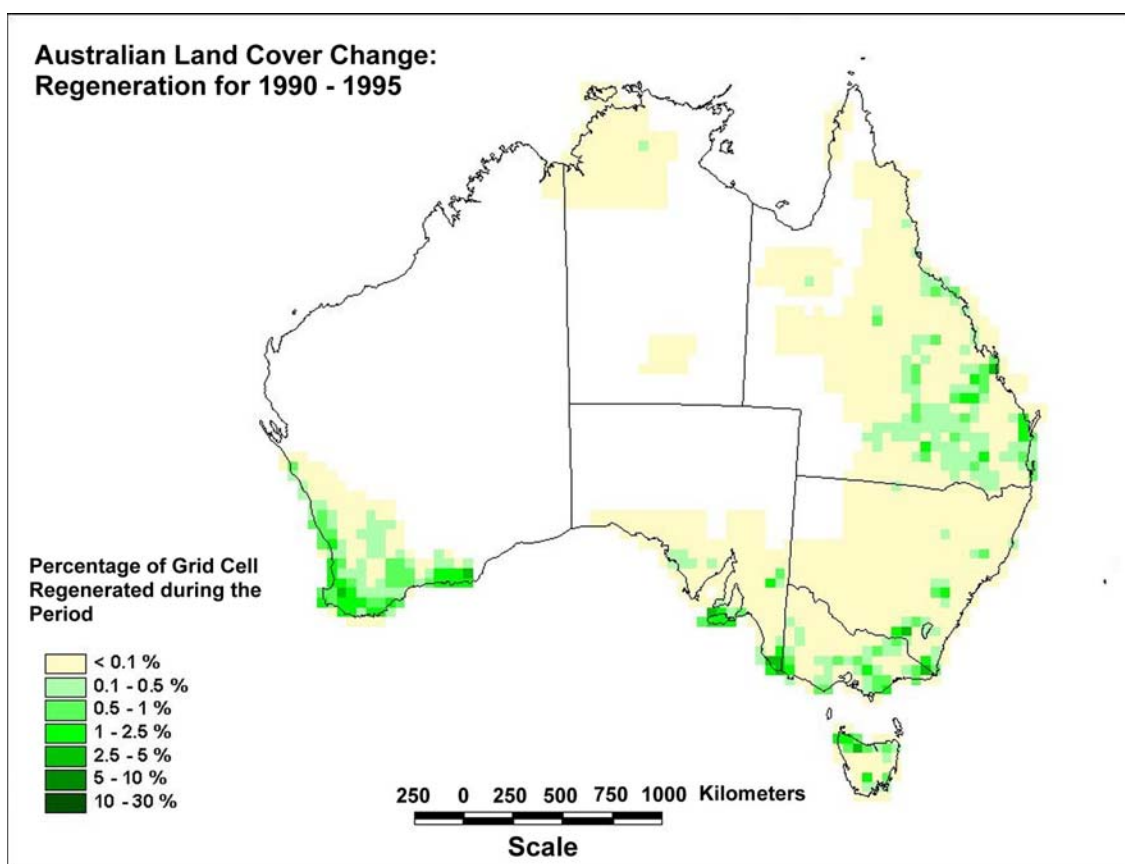 Australian Land Cover Change:
Regeneration for 1990 - 1995
Percentage of Grid Cell
Regenerated during the
Period
< 0.1 %
0.1 - 0.5 %
0.5 - 1 %
1 - 2.5 %
2.5 - 5 %
5 - 10 %
10 - 30 %
250 0 250 500 750 1000 Kilometers
Scale